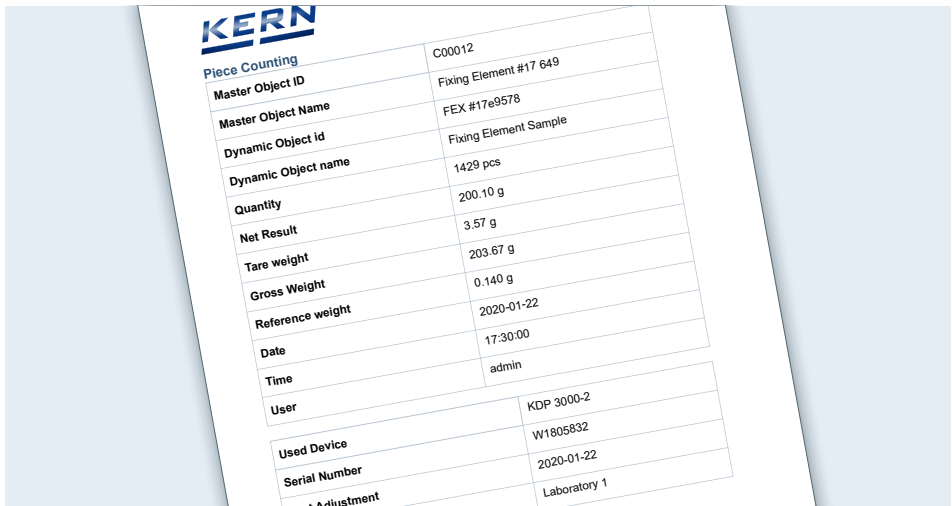 KERN
Piece Counting
Master Object ID C00012
Master Object Name Fixing Element #17 649
Dynamic Object id FEX #17e9578
Dynamic Object name Fixing Element Sample
Quantity 1429 pcs
Net Result 200.10 g
Tare weight 3.57 g
Gross Weight 203.67 g
Reference weight 0.140 g
Date 2020-01-22
Time 17:30:00
User admin
Used Device KDP 3000-2
Serial Number W1805832
Adjustment 2020-01-22
Laboratory 1